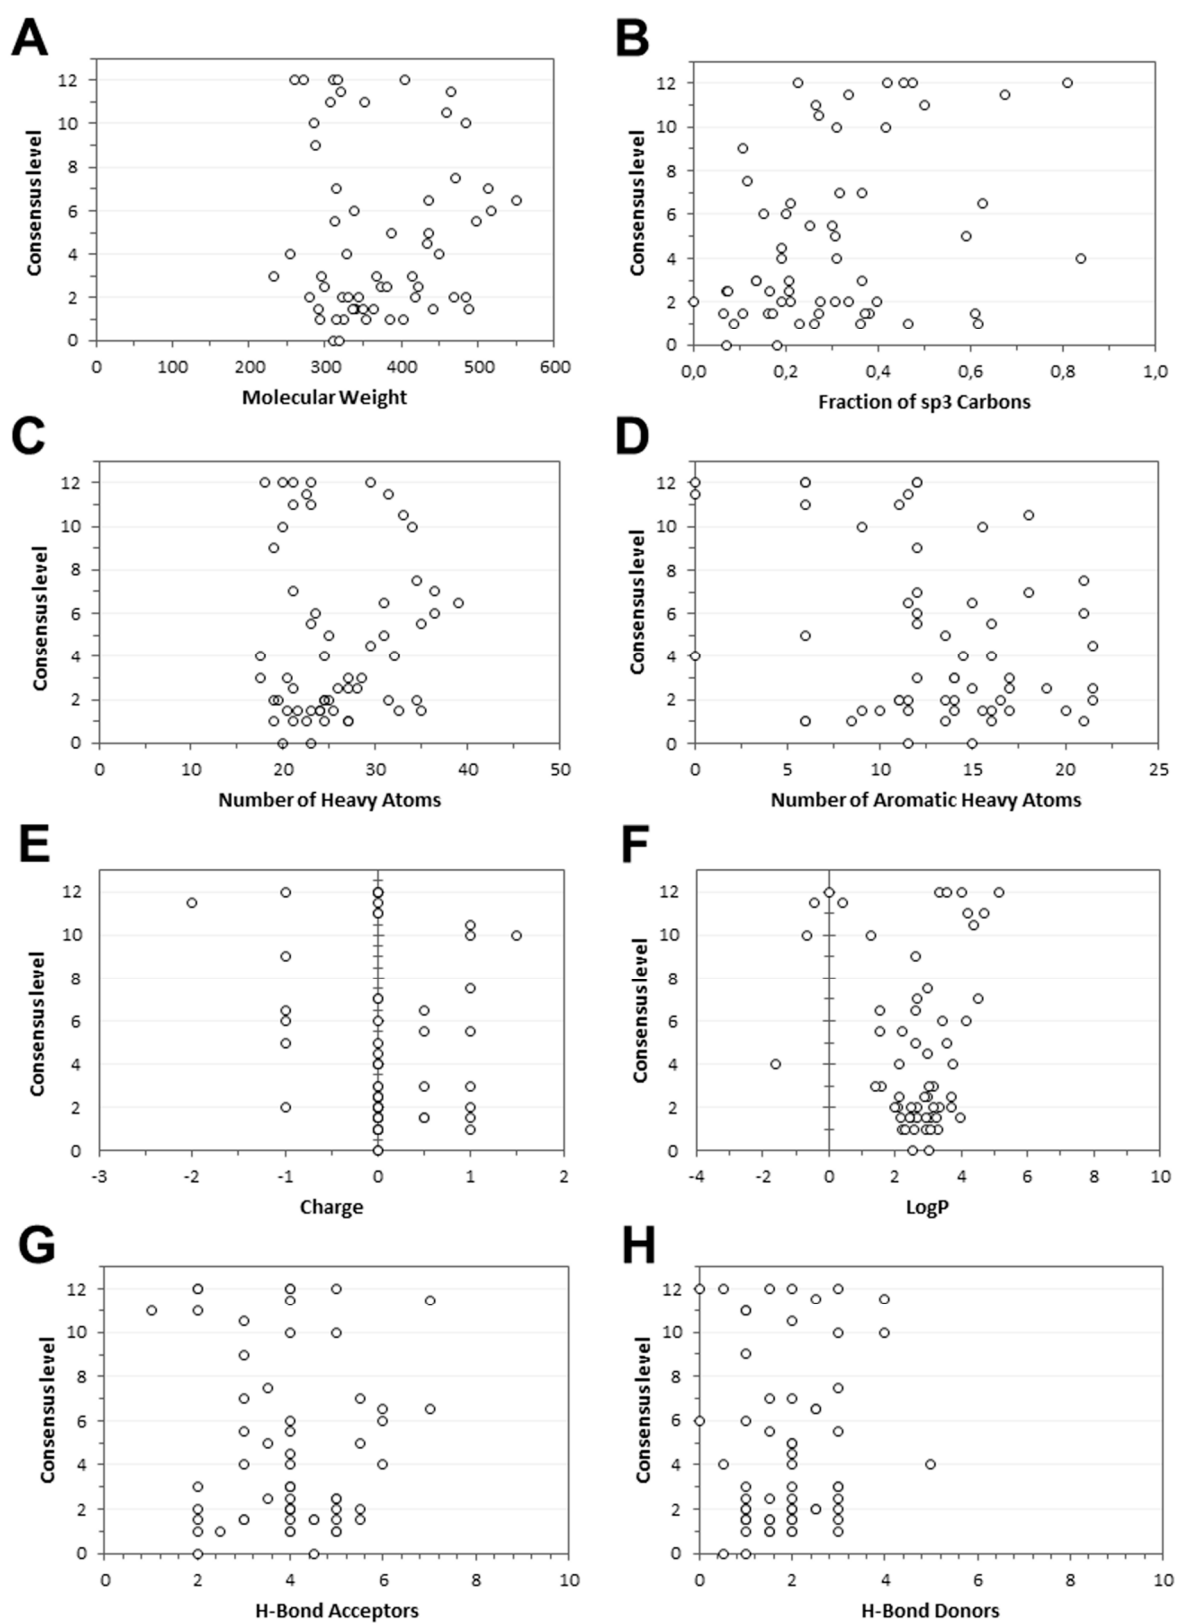 A
B
12
10
8
6
4
2
0
Consensus level
0 100 200 300 400 500 600
Molecular Weight
12
10
8
6
4
2
0
Consensus level
0,0 0,2 0,4 0,6 0,8 1,0
Fraction of sp3 Carbons
C
D
12
10
8
6
4
2
0
Consensus level
0 10 20 30 40 50
Number of Heavy Atoms
12
10
8
6
4
2
0
Consensus level
0 5 10 15 20 25
Number of Aromatic Heavy Atoms
E
F
12
10
8
6
4
2
0
Consensus level
-3 -2 -1 0 1 2
Charge
12
10
8
6
4
2
0
Consensus level
-4 -2 0 2 4 6 8 10
LogP
G
H
12
10
8
6
4
2
0
Consensus level
0 2 4 6 8 10
H-Bond Acceptors
12
10
8
6
4
2
0
Consensus level
0 2 4 6 8 10
H-Bond Donors